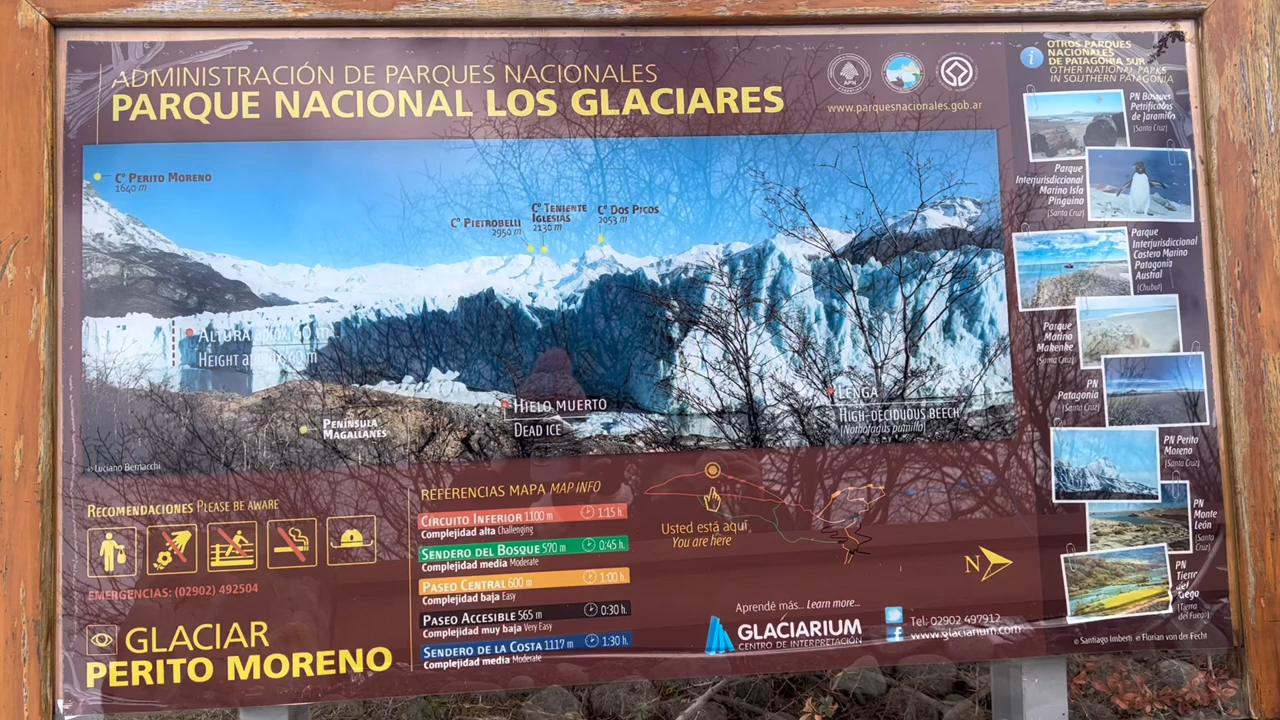 ADMINISTRACIÓN DE PARQUES NACIONALES
PARQUE NACIONAL LOS GLACIARES
www.parquesnacionales.gob.ar
Cº PERITO MORENO
1640 m
Cº PIETROBELLI
2950 m
Cº TENIENTE
IGLESIAS
2130 m
Cº DOS PICOS
2053 m
ALTURA
Height
HIELO MUERTO
DEAD ICE
LENGA
HIGH-DECIDUOUS BEECH
(Nothofagus pumilio)
PENÍNSULA
MAGALLANES
© Luciano Bernacchi
RECOMENDACIONES PLEASE BE AWARE
EMERGENCIAS: (02902) 492504
GLACIAR
PERITO MORENO
REFERENCIAS MAPA MAP INFO
CÍRCUITO INFERIOR 1100 m 1:15 h.
Complejidad alta Challenging
SENDERO DEL BOSQUE 570 m 0:45 h.
Complejidad media Moderate
PASEO CENTRAL 600 m 1:00 h.
Complejidad baja Easy
PASEO ACCESIBLE 565 m 0:30 h.
Complejidad muy baja Very Easy
SENDERO DE LA COSTA 1117 m 1:30 h.
Complejidad media Moderate
Usted está aquí
You are here
N
Aprendé más... Learn more...
GLACIARIUM
CENTRO DE INTERPRETACIÓN
Tel: 02902 497912
www.glaciarium.com
i
OTROS PARQUES
NACIONALES
DE PATAGONIA SUR
OTHER NATIONAL PARKS
IN SOUTHERN PATAGONIA
PN Bosques
Petrificados
de Jaramillo
(Santa Cruz)
Parque
Interjurisdiccional
Marino Isla
Pinguino
(Santa Cruz)
Parque
Interjurisdiccional
Costero Marino
Patagonia
Austral
(Chubut)
Parque
Marino
Makenke
(Santa Cruz)
PN
Patagonia
(Santa Cruz)
PN Perito
Moreno
(Santa Cruz)
PN
Monte
León
(Santa
Cruz)
PN
Tierra
del
(Tierra
del Fuego)
© Santiago Imberti © Florian von der Fecht